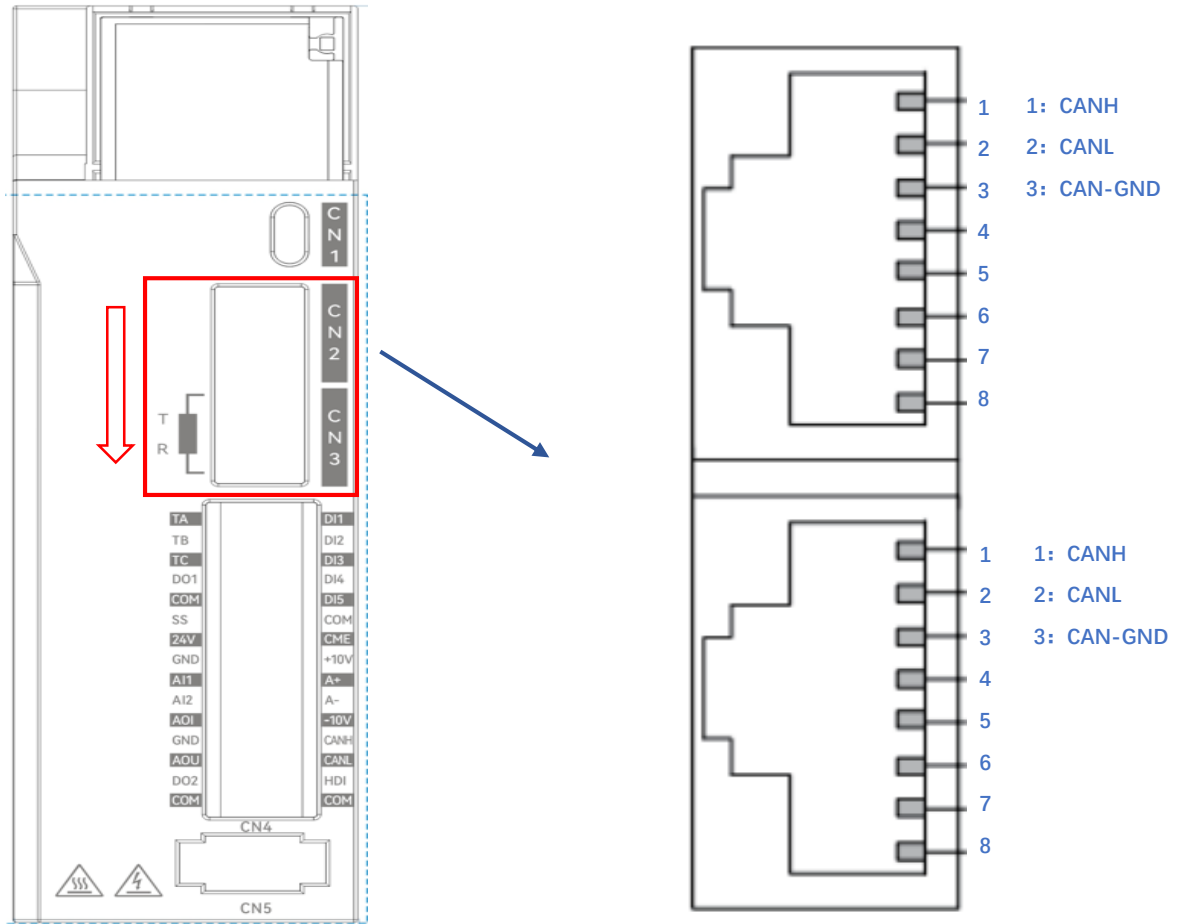 CN1
CN2
CN3
T
R
TA DI1
TB DI2
TC DI3
DO1 DI4
COM DI5
SS COM
24V CME
GND +10V
AI1 A+
AI2 A-
AOI -10V
GND CANH
AOU CANL
DO2 HDI
COM COM
CN4
CN5
1 1: CANH
2 2: CANL
3 3: CAN-GND
4
5
6
7
8
1 1: CANH
2 2: CANL
3 3: CAN-GND
4
5
6
7
8